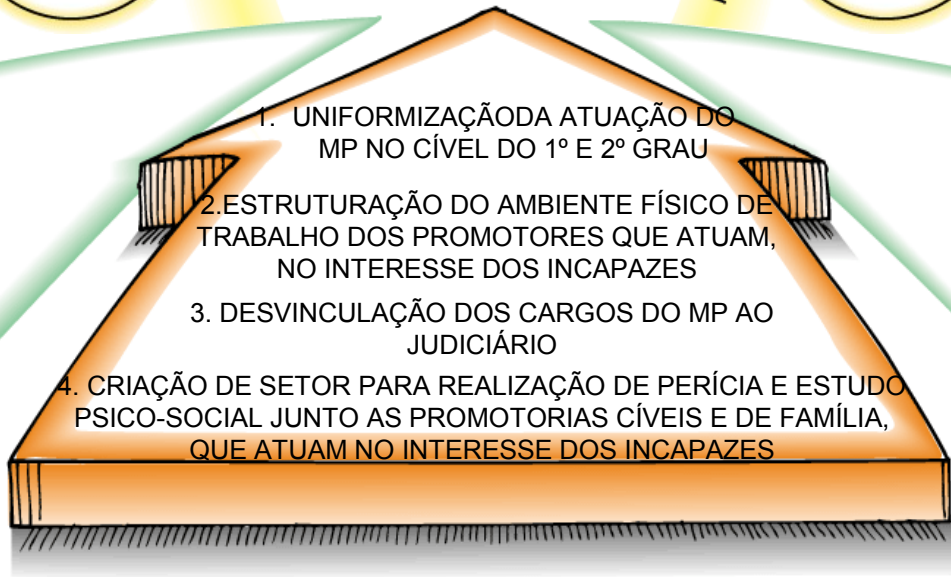 1. UNIFORMIZAÇÃODA ATUAÇÃO DO
MP NO CÍVEL DO 1º E 2º GRAU
2.ESTRUTURAÇÃO DO AMBIENTE FÍSICO DE
TRABALHO DOS PROMOTORES QUE ATUAM,
NO INTERESSE DOS INCAPAZES
3. DESVINCULAÇÃO DOS CARGOS DO MP AO
JUDICIÁRIO
4. CRIAÇÃO DE SETOR PARA REALIZAÇÃO DE PERÍCIA E ESTUDO
PSICO-SOCIAL JUNTO AS PROMOTORIAS CÍVEIS E DE FAMÍLIA,
QUE ATUAM NO INTERESSE DOS INCAPAZES